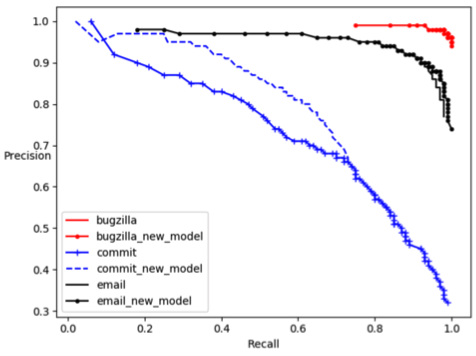 1.0
0.9
0.8
0.7
Precision
0.6
0.5
0.4
0.3
bugzilla
bugzilla_new_model
commit
commit_new_model
email
email_new_model
0.0 0.2 0.4 0.6 0.8 1.0
Recall